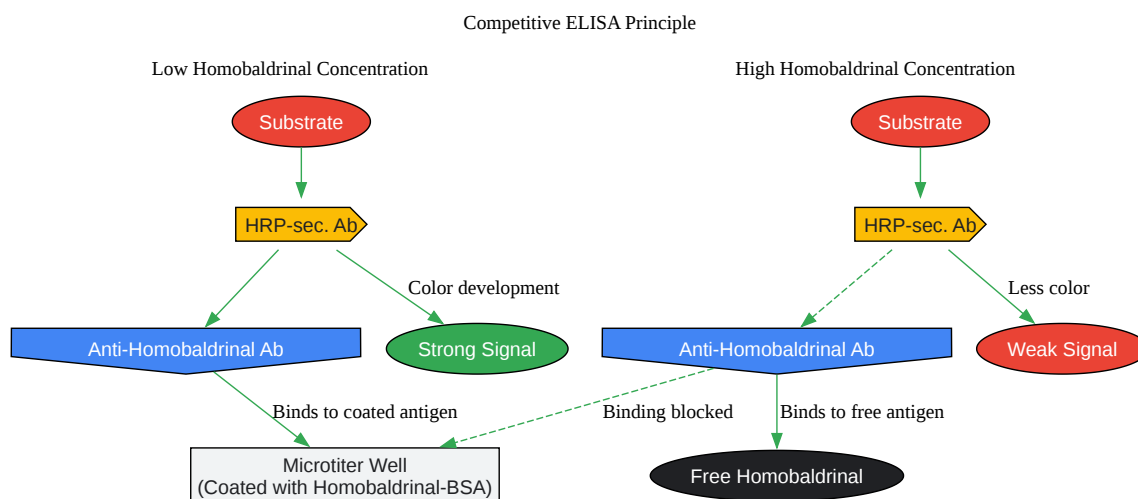 Competitive ELISA Principle
Low Homobaldrinal Concentration
High Homobaldrinal Concentration
Substrate
Substrate
HRP-sec. Ab
HRP-sec. Ab
Color development
Less color
Anti-Homobaldrinal Ab
Strong Signal
Anti-Homobaldrinal Ab
Weak Signal
Binds to coated antigen
Binding blocked
Binds to free antigen
Microtiter Well
(Coated with Homobaldrinal-BSA)
Free Homobaldrinal